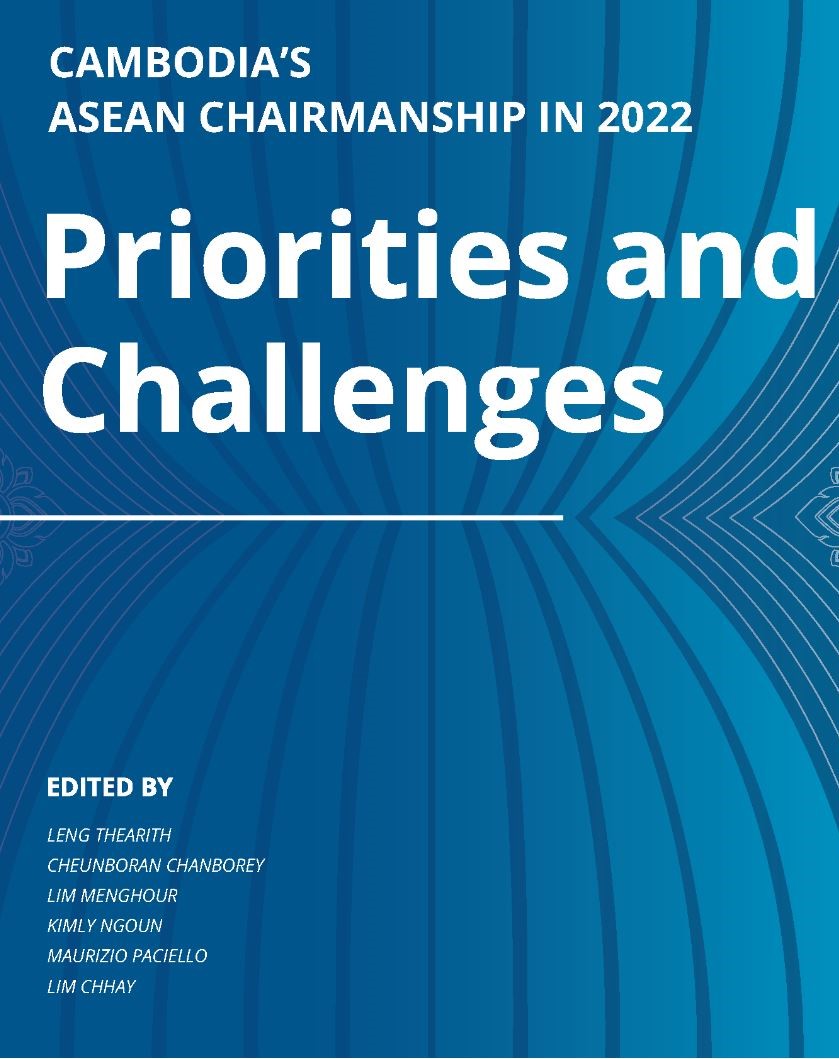 CAMBODIA’S
ASEAN CHAIRMANSHIP IN 2022
Priorities and
Challenges
EDITED BY
LENG THEARITH
CHEUNBORAN CHANBOREY
LIM MENGHOUR
KIMLY NGOUN
MAURIZIO PACIELLO
LIM CHHAY